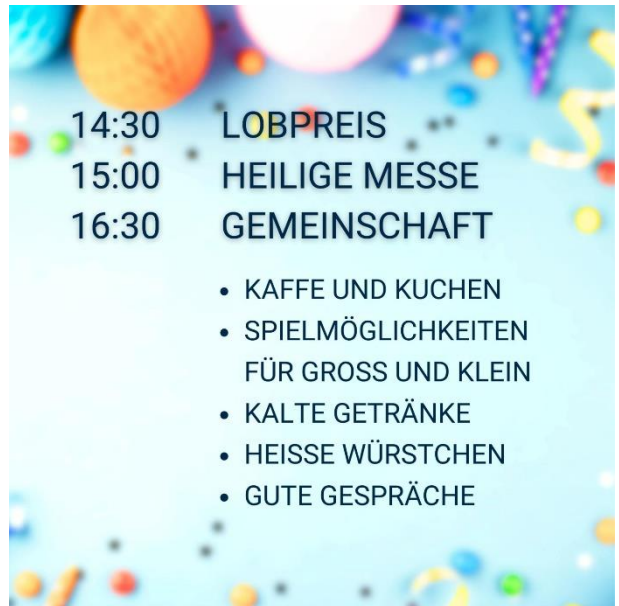 14:30 LOBPREIS
15:00 HEILIGE MESSE
16:30 GEMEINSCHAFT
• KAFFE UND KUCHEN
• SPIELMÖGLICHKEITEN
FÜR GROSS UND KLEIN
• KALTE GETRÄNKE
• HEISSE WÜRSTCHEN
• GUTE GESPRÄCHE